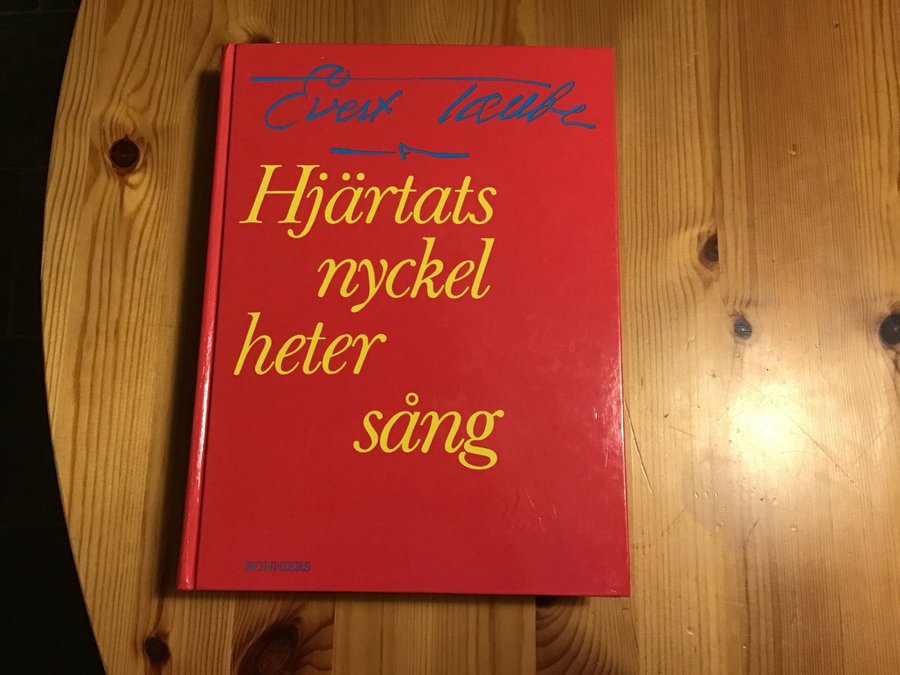 Evert Taube
Hjärtats
nyckel
heter
sång
BONNIERS